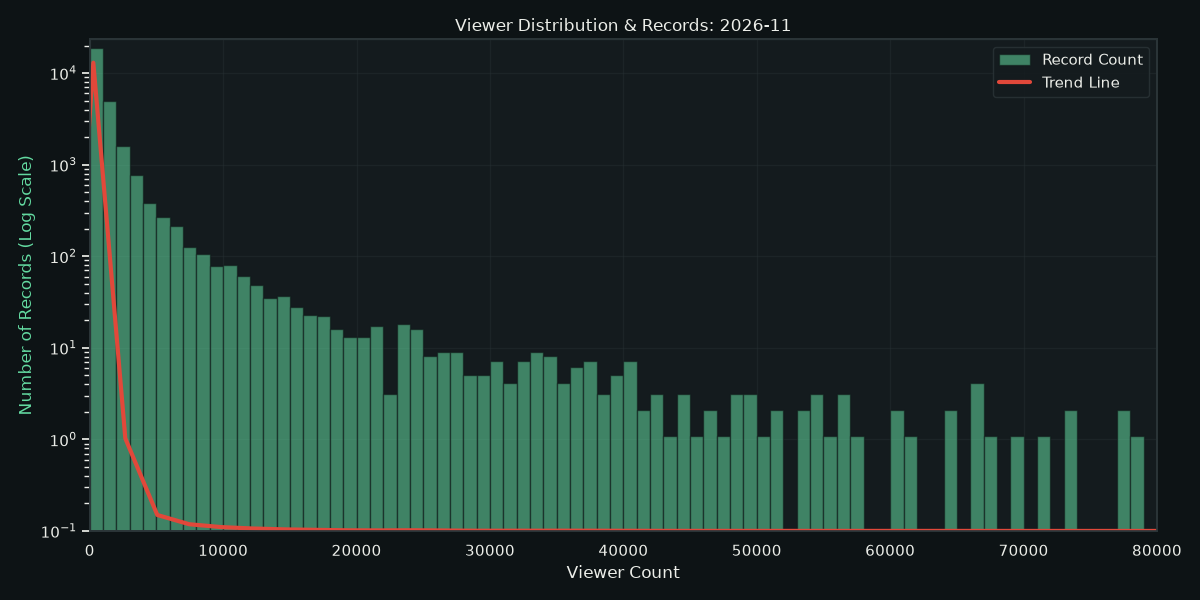 Viewer Distribution & Records: 2026-11
Record Count
Trend Line
Number of Records (Log Scale)
10⁴
10³
10²
10¹
10⁰
10⁻¹
0 10000 20000 30000 40000 50000 60000 70000 80000
Viewer Count